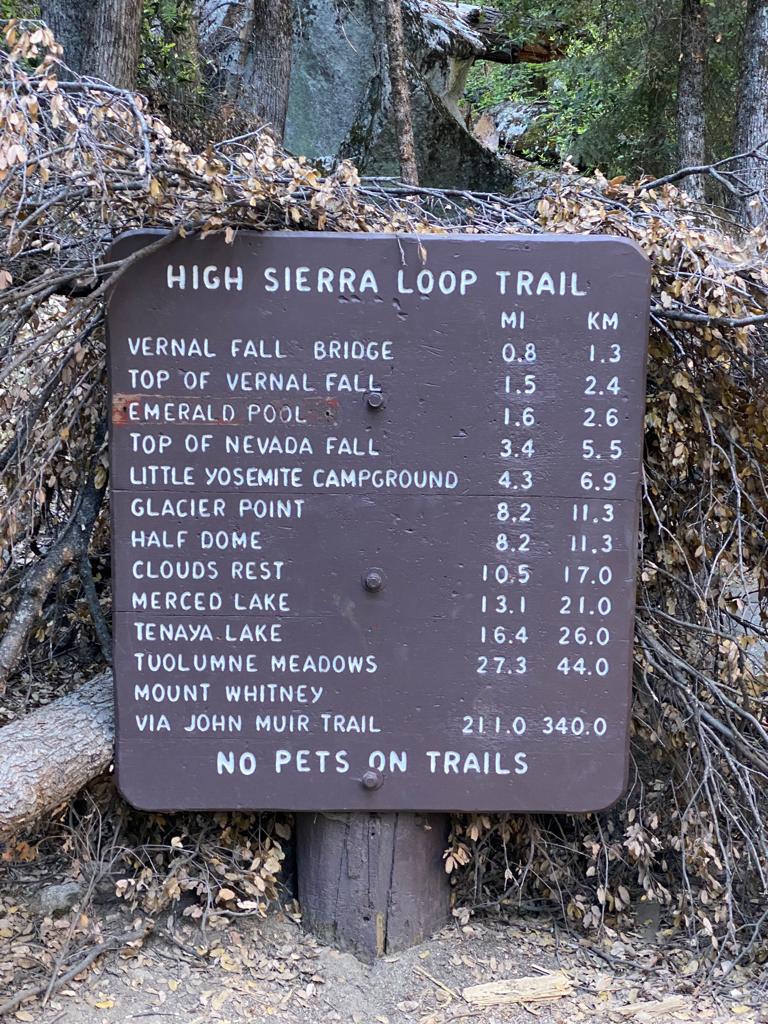 HIGH SIERRA LOOP TRAIL
MI KM
VERNAL FALL BRIDGE 0.8 1.3
TOP OF VERNAL FALL 1.5 2.4
EMERALD POOL 1.6 2.6
TOP OF NEVADA FALL 3.4 5.5
LITTLE YOSEMITE CAMPGROUND 4.3 6.9
GLACIER POINT 8.2 11.3
HALF DOME 8.2 11.3
CLOUDS REST 10.5 17.0
MERCED LAKE 13.1 21.0
TENAYA LAKE 16.4 26.0
TUOLUMNE MEADOWS 27.3 44.0
MOUNT WHITNEY
VIA JOHN MUIR TRAIL 211.0 340.0
NO PETS ON TRAILS